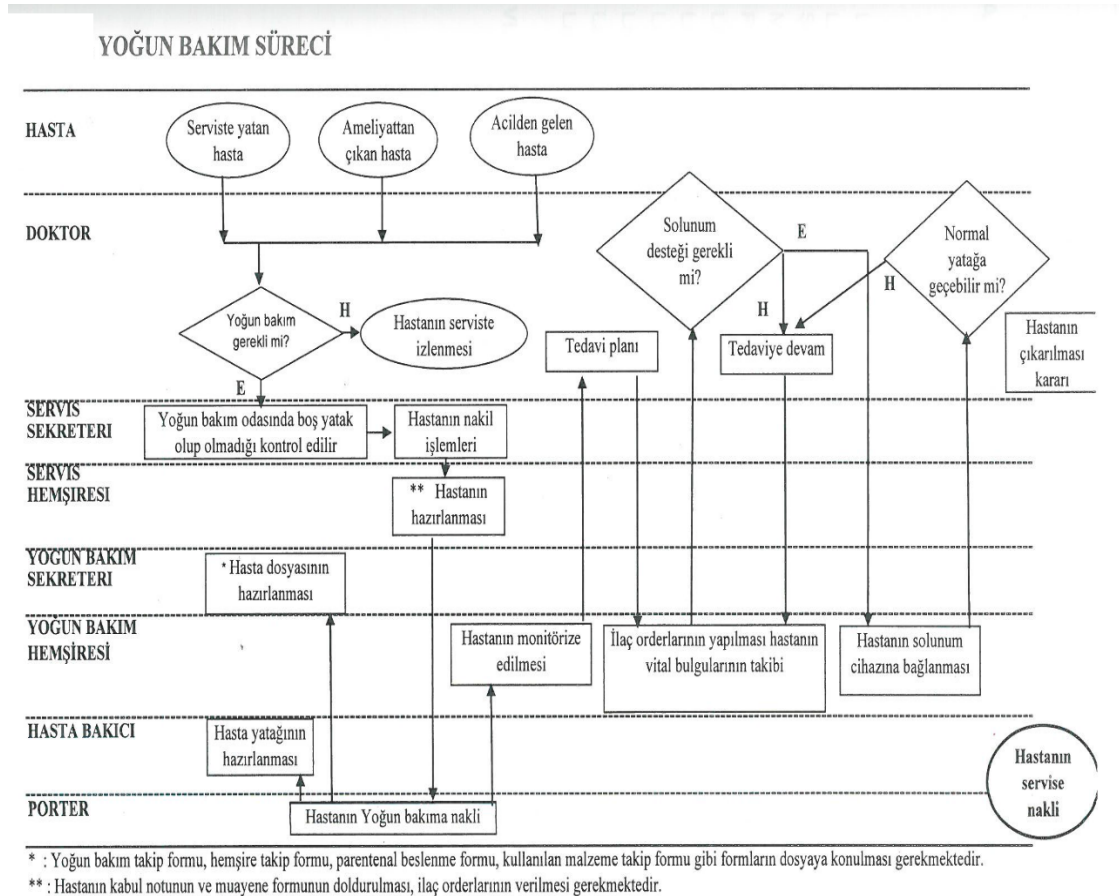 YOĞUN BAKIM SÜRECİ
HASTA
Serviste yatan
hasta
Ameliyattan
çıkan hasta
Acilden gelen
hasta
DOKTOR
Solunum
desteği gerekli
mi?
E
H
Normal
yatağa
geçebilir mi?
H
Yoğun bakım
gerekli mi?
H
E
Hastanın serviste
izlenmesi
Tedavi planı
Tedaviye devam
Hastanın
çıkarılması
kararı
SERVİS
SEKRETERİ
Yoğun bakım odasında boş yatak
olup olmadığı kontrol edilir
Hastanın nakil
işlemleri
SERVİS
HEMŞİRESI
** Hastanın
hazırlanması
YOGUN BAKIM
SEKRETERİ
* Hasta dosyasının
hazırlanması
YOĞUN BAKIM
HEMŞİRESİ
Hastanın monitörize
edilmesi
İlaç orderlarının yapılması hastanın
vital bulgularının takibi
Hastanın solunum
cihazına bağlanması
HASTA BAKICI
Hasta yatağının
hazırlanması
Hastanın
servise
nakli
PORTER
Hastanın Yoğun bakıma nakli
* : Yoğun bakım takip formu, hemşire takip formu, parentenal beslenme formu, kullanılan malzeme takip formu gibi formların dosyaya konulması gerekmektedir.
** : Hastanın kabul notunun ve muayene formunun doldurulması, ilaç orderlarının verilmesi gerekmektedir.